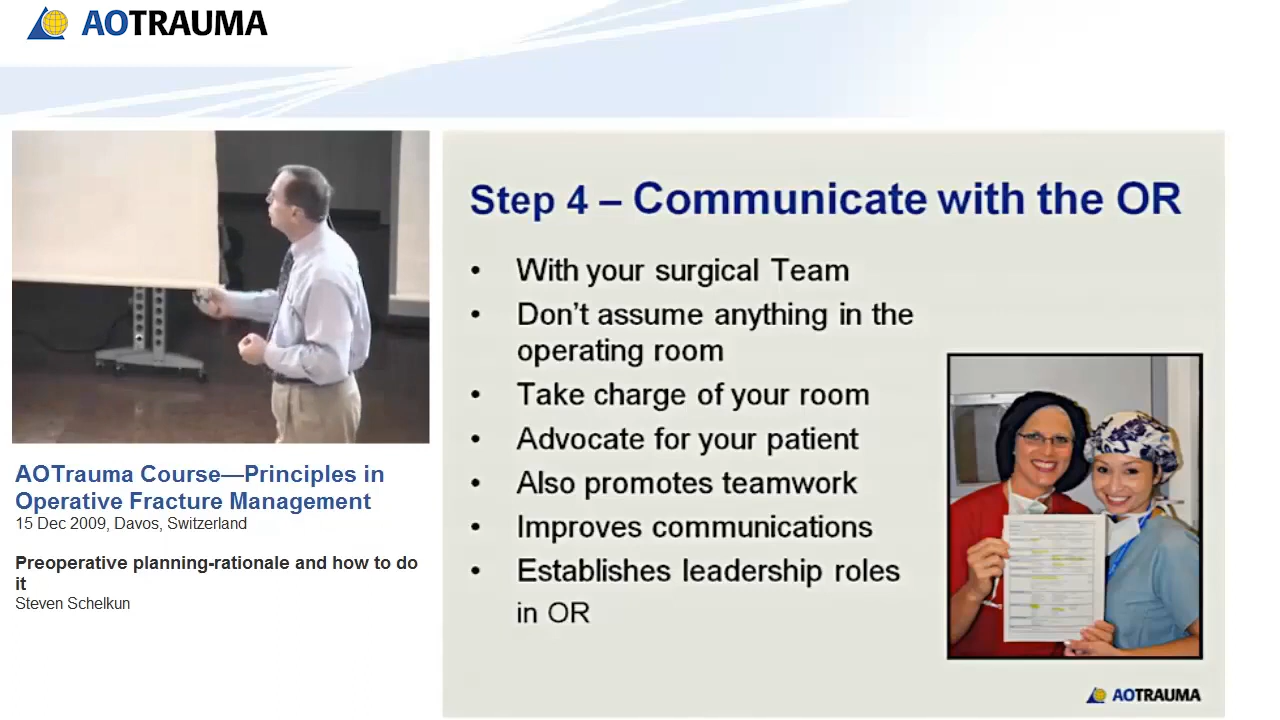 AOTRAUMA
AOTrauma Course—Principles in
Operative Fracture Management
15 Dec 2009, Davos, Switzerland
Preoperative planning-rationale and how to do
it
Steven Schelkun
Step 4 – Communicate with the OR
• With your surgical Team
• Don't assume anything in the
operating room
• Take charge of your room
• Advocate for your patient
• Also promotes teamwork
• Improves communications
• Establishes leadership roles
in OR
AOTRAUMA